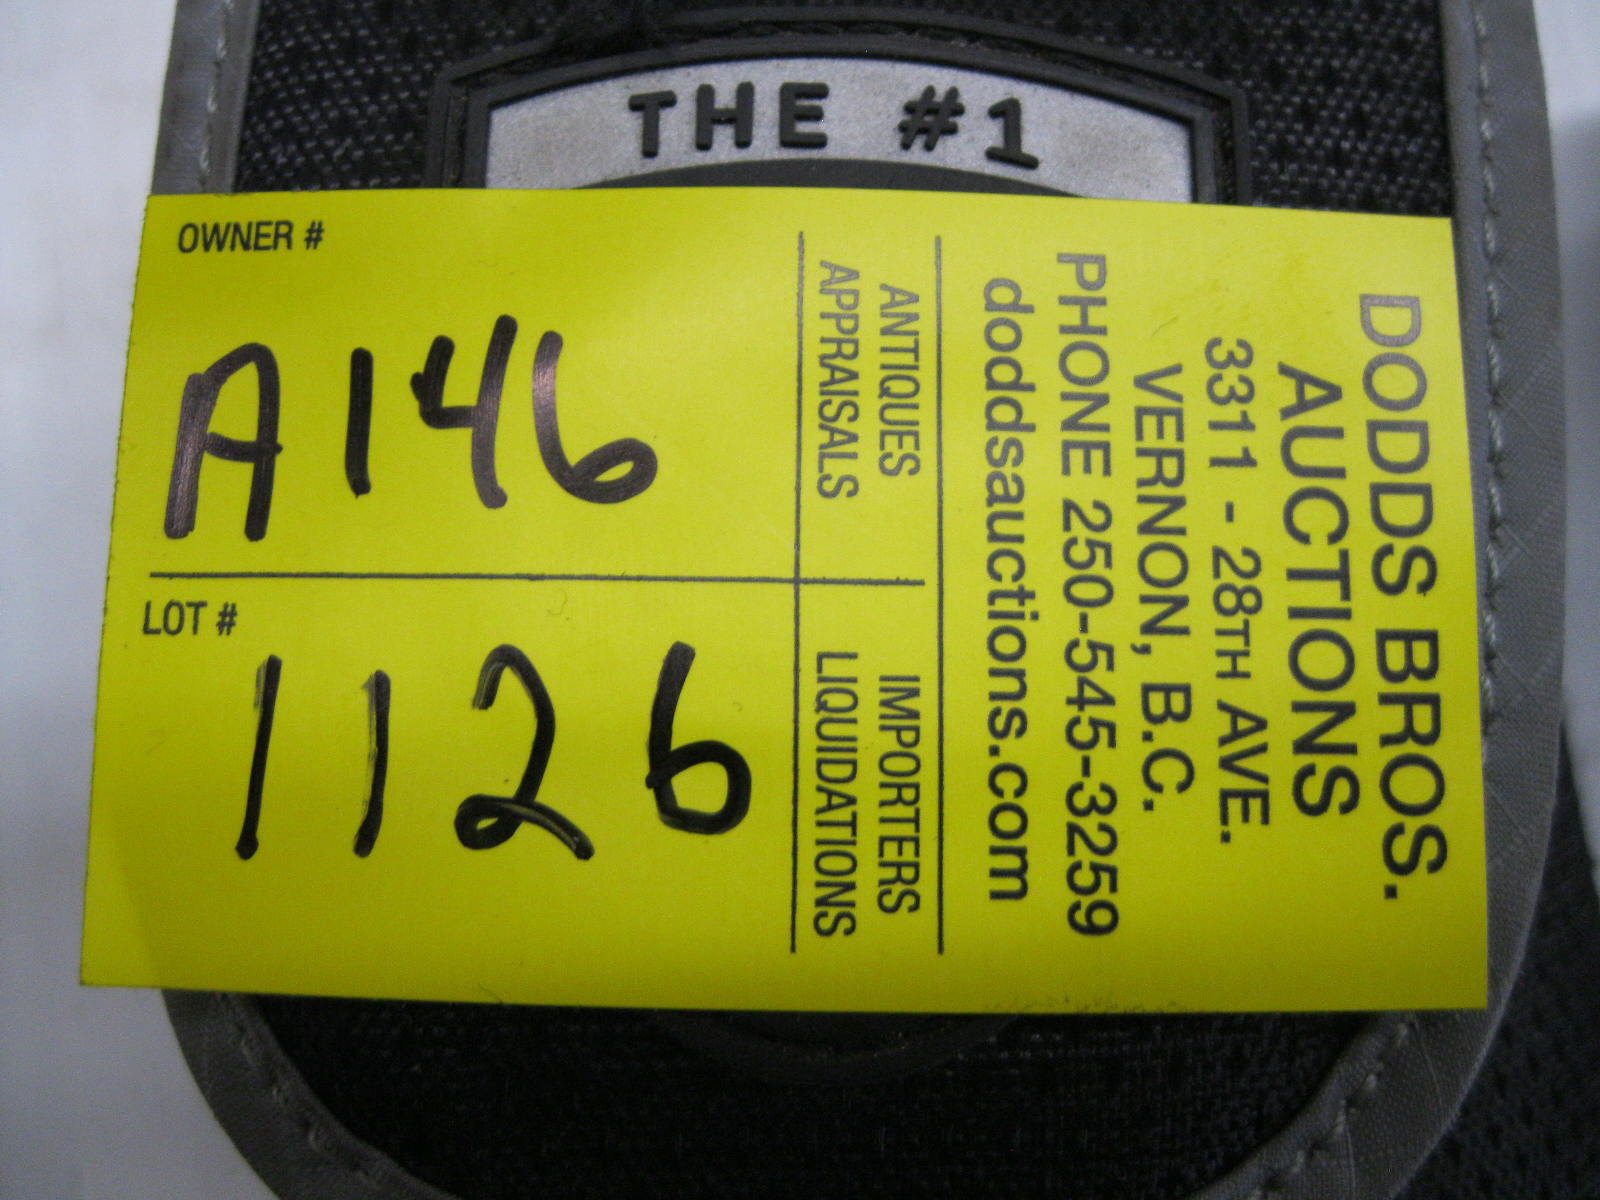 THE #1
OWNER #
A146
LOT #
1126
ANTIQUES
APPRAISALS
IMPORTERS
LIQUIDATIONS
DODDS BROS.
AUCTIONS
3311 - 28TH AVE.
VERNON, B.C.
PHONE 250-545-3259
doddsauctions.com